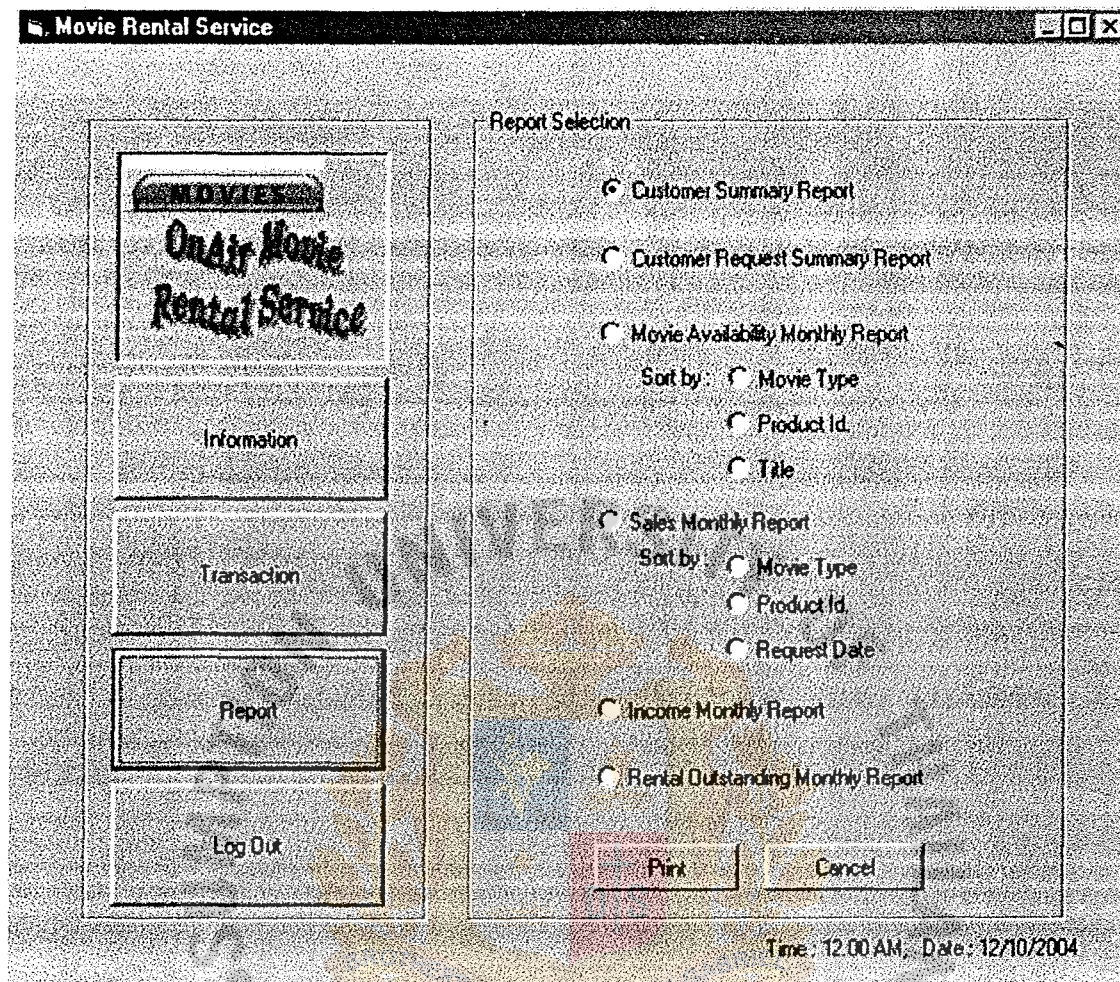 Movie Rental Service
MOVIES
OnAir Movie
Rental Service
Information
Transaction
Report
Log Out
Report Selection
Customer Summary Report
Customer Request Summary Report
Movie Availability Monthly Report
Sort by : Movie Type
Product Id.
Title
Sales Monthly Report
Sort by : Movie Type
Product Id.
Request Date
Income Monthly Report
Rental Outstanding Monthly Report
Print Cancel
Time : 12.00 AM, Date : 12/10/2004